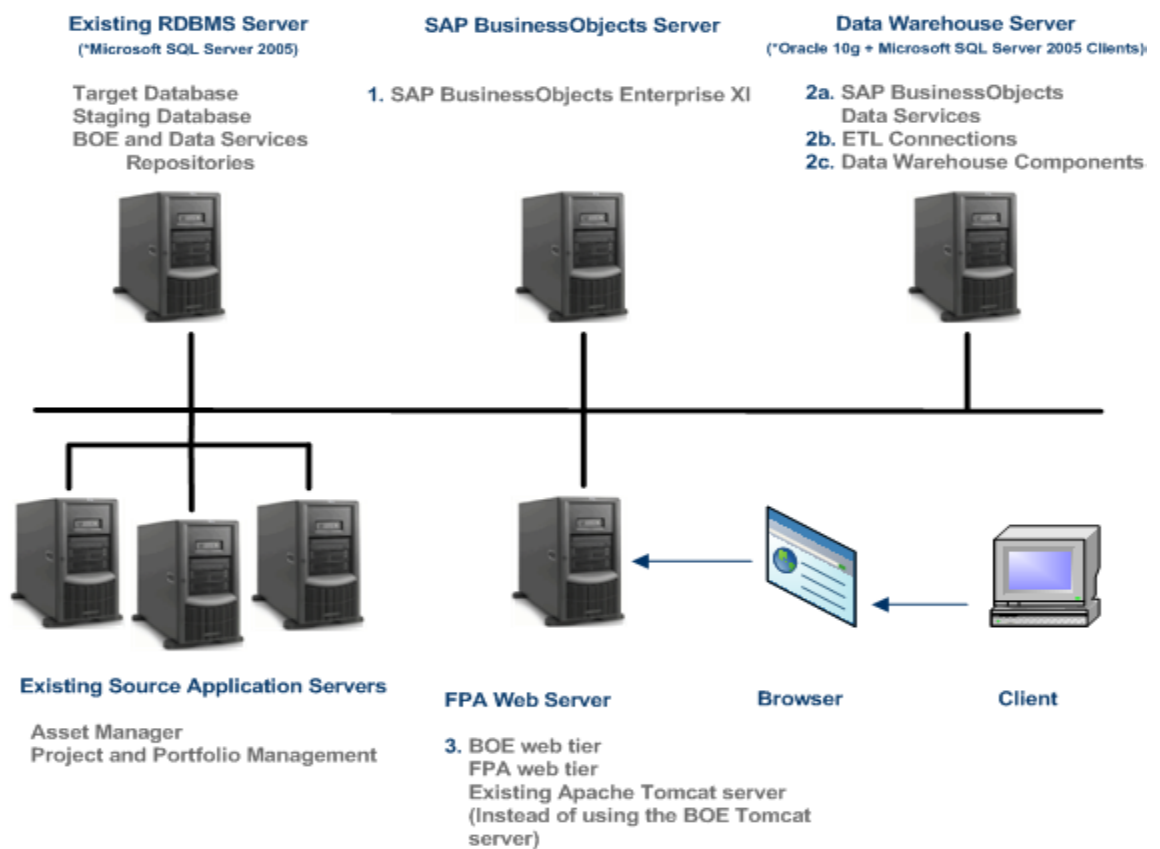 Existing RDBMS Server
(*Microsoft SQL Server 2005)
Target Database
Staging Database
BOE and Data Services
Repositories
SAP BusinessObjects Server
1. SAP BusinessObjects Enterprise XI
Data Warehouse Server
(*Oracle 10g + Microsoft SQL Server 2005 Clients)
2a. SAP BusinessObjects
Data Services
2b. ETL Connections
2c. Data Warehouse Components
Existing Source Application Servers
Asset Manager
Project and Portfolio Management
FPA Web Server
3. BOE web tier
FPA web tier
Existing Apache Tomcat server
(Instead of using the BOE Tomcat
server)
Browser
Client